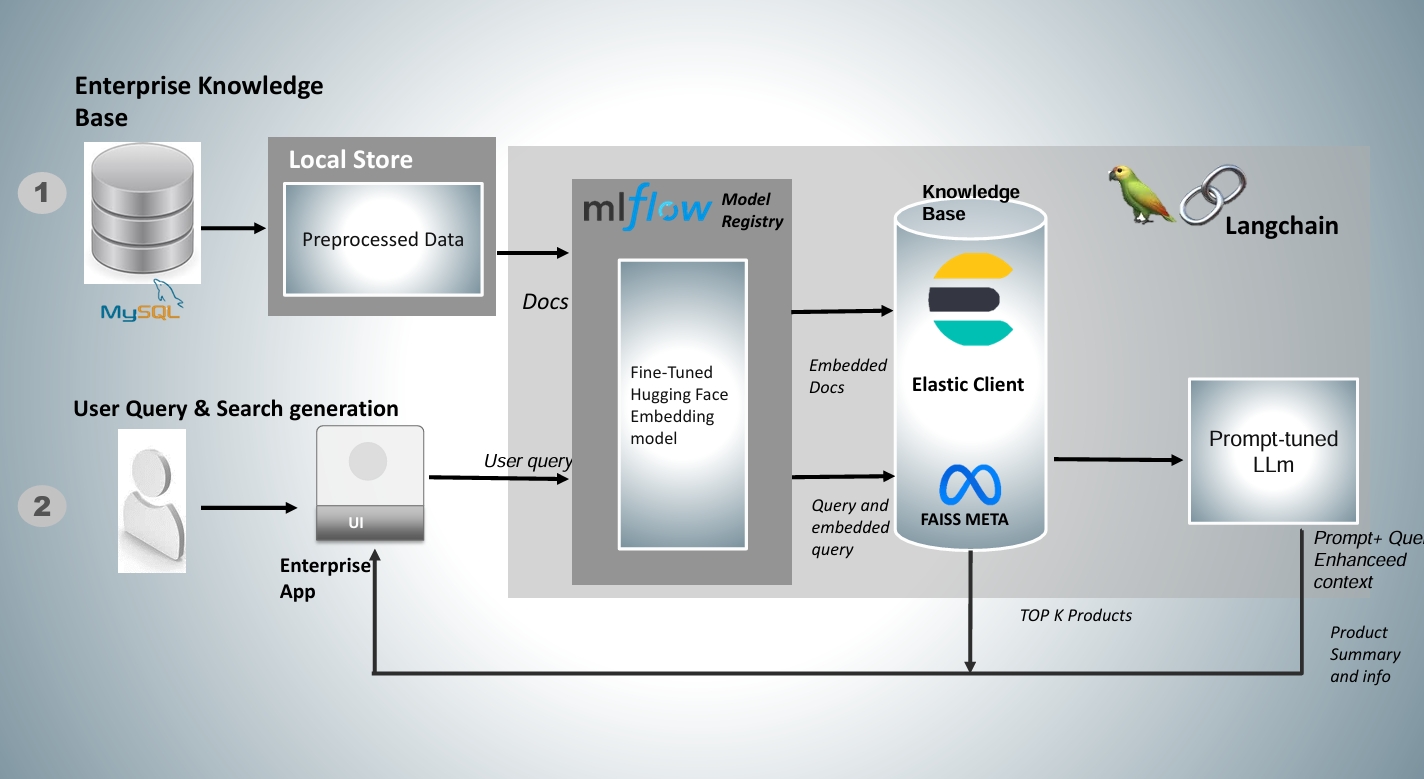 Enterprise Knowledge
Base
1
MySQL
Local Store
Preprocessed Data
Docs
mlflow
Model
Registry
Fine-Tuned
Hugging Face
Embedding
model
Embedded
Docs
Knowledge
Base
Elastic Client
FAISS META
Langchain
Prompt-tuned
LLm
User Query & Search generation
2
UI
Enterprise
App
User query
Query and
embedded
query
TOP K Products
Prompt+ Que
Enhanceed
context
Product
Summary
and info